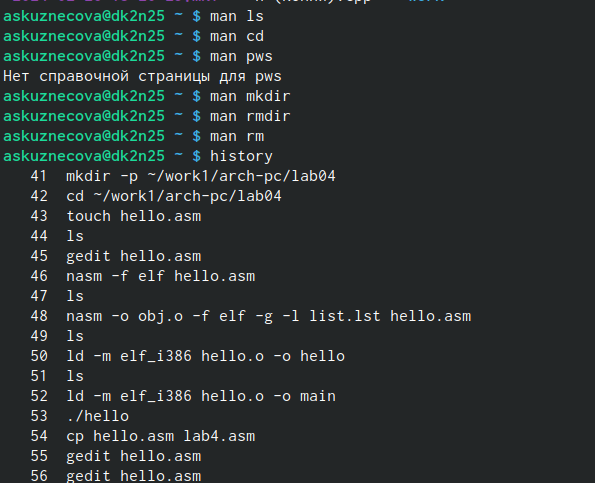 askuznecova@dk2n25 ~ $ man ls
askuznecova@dk2n25 ~ $ man cd
askuznecova@dk2n25 ~ $ man pws
Нет справочной страницы для pws
askuznecova@dk2n25 ~ $ man mkdir
askuznecova@dk2n25 ~ $ man rmdir
askuznecova@dk2n25 ~ $ man rm
askuznecova@dk2n25 ~ $ history
41 mkdir -p ~/work1/arch-pc/lab04
42 cd ~/work1/arch-pc/lab04
43 touch hello.asm
44 ls
45 gedit hello.asm
46 nasm -f elf hello.asm
47 ls
48 nasm -o obj.o -f elf -g -l list.lst hello.asm
49 ls
50 ld -m elf_i386 hello.o -o hello
51 ls
52 ld -m elf_i386 hello.o -o main
53 ./hello
54 cp hello.asm lab4.asm
55 gedit hello.asm
56 gedit hello.asm